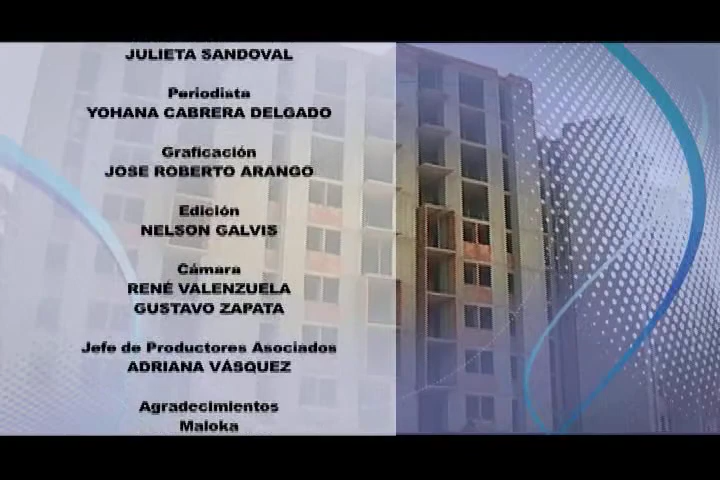 JULIETA SANDOVAL
Periodista
YOHANA CABRERA DELGADO
Graficación
JOSE ROBERTO ARANGO
Edición
NELSON GALVIS
Cámara
RENÉ VALENZUELA
GUSTAVO ZAPATA
Jefe de Productores Asociados
ADRIANA VÁSQUEZ
Agradecimientos
Maloka